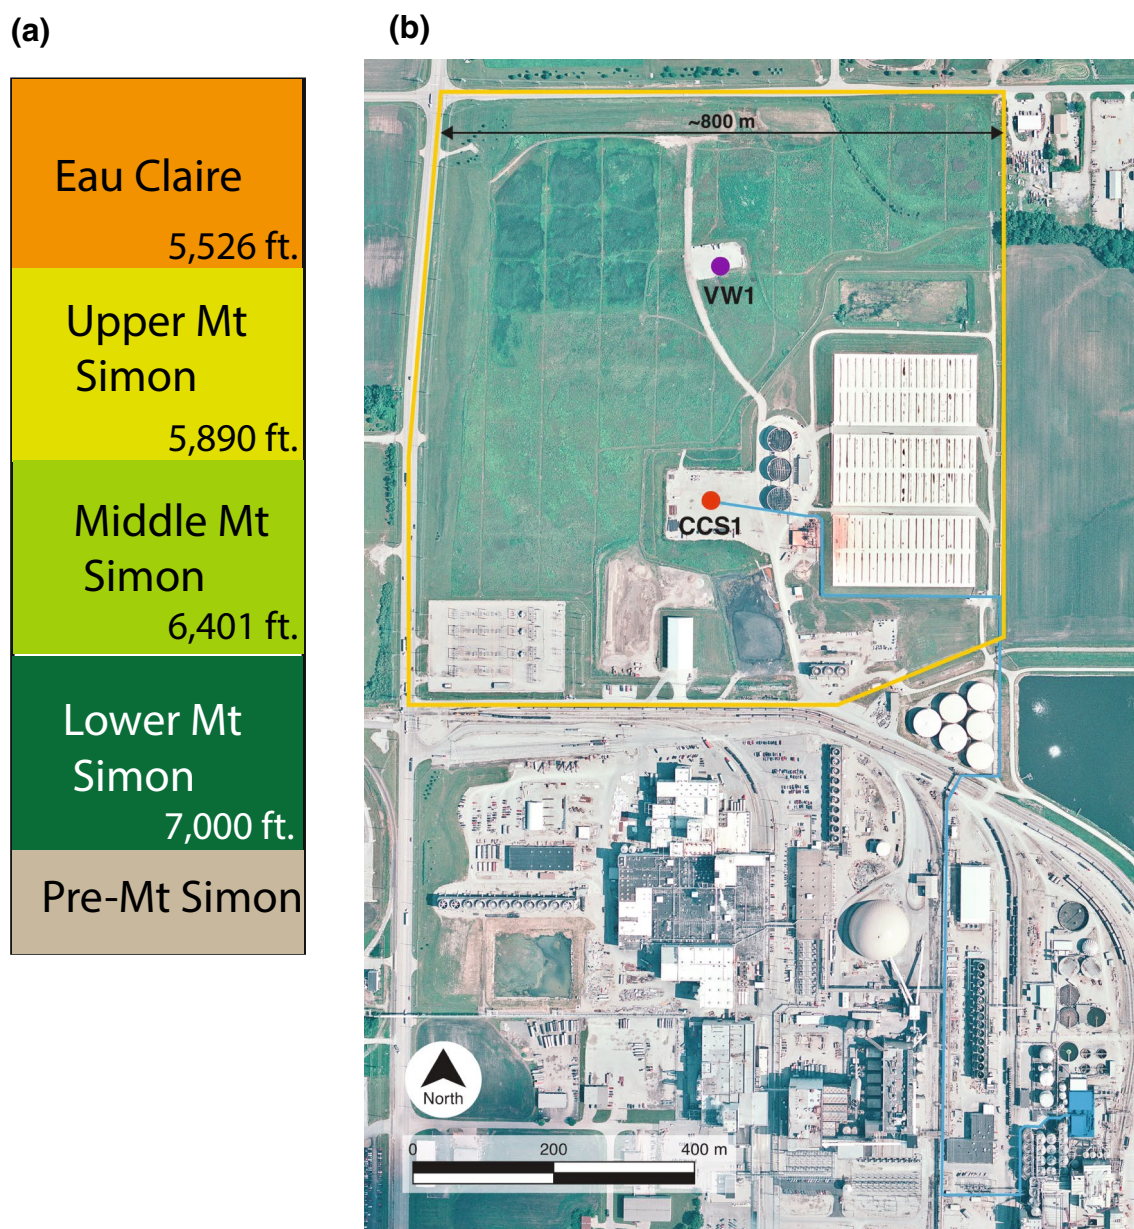 (a)
Eau Claire
5,526 ft.
Upper Mt
Simon
5,890 ft.
Middle Mt
Simon
6,401 ft.
Lower Mt
Simon
7,000 ft.
Pre-Mt Simon
(b)
~800 m
VW1
CCS1
North
0 200 400 m